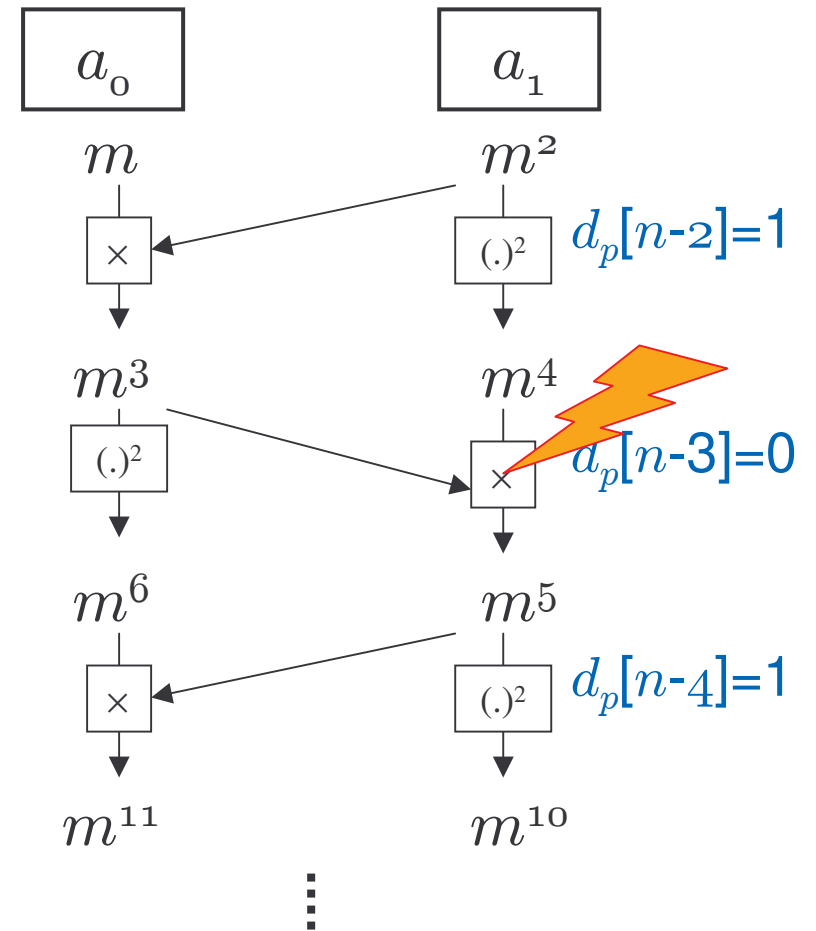 a₀ a₁
m m²
× (.)² dₚ[n-2]=1
m³ m⁴
(.)² × dₚ[n-3]=0
m⁶ m⁵
× (.)² dₚ[n-4]=1
m¹¹ m¹⁰